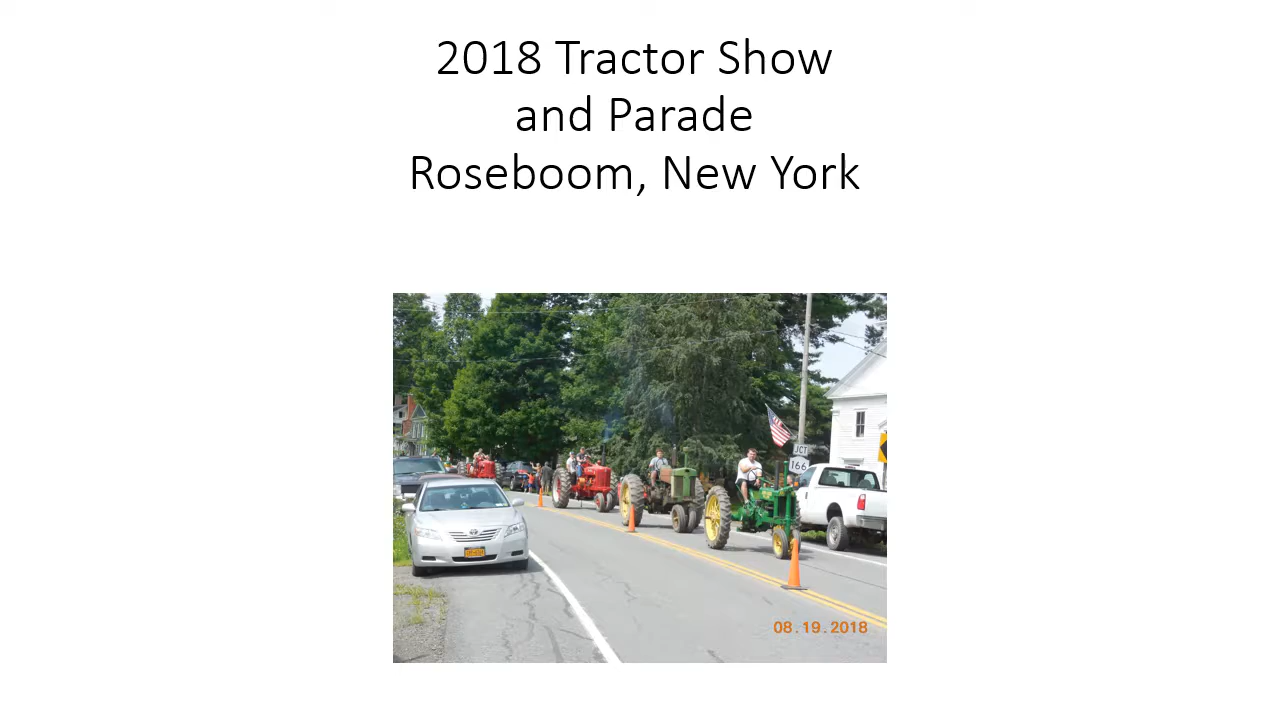 2018 Tractor Show
and Parade
Roseboom, New York
JCT
166
08.19.2018